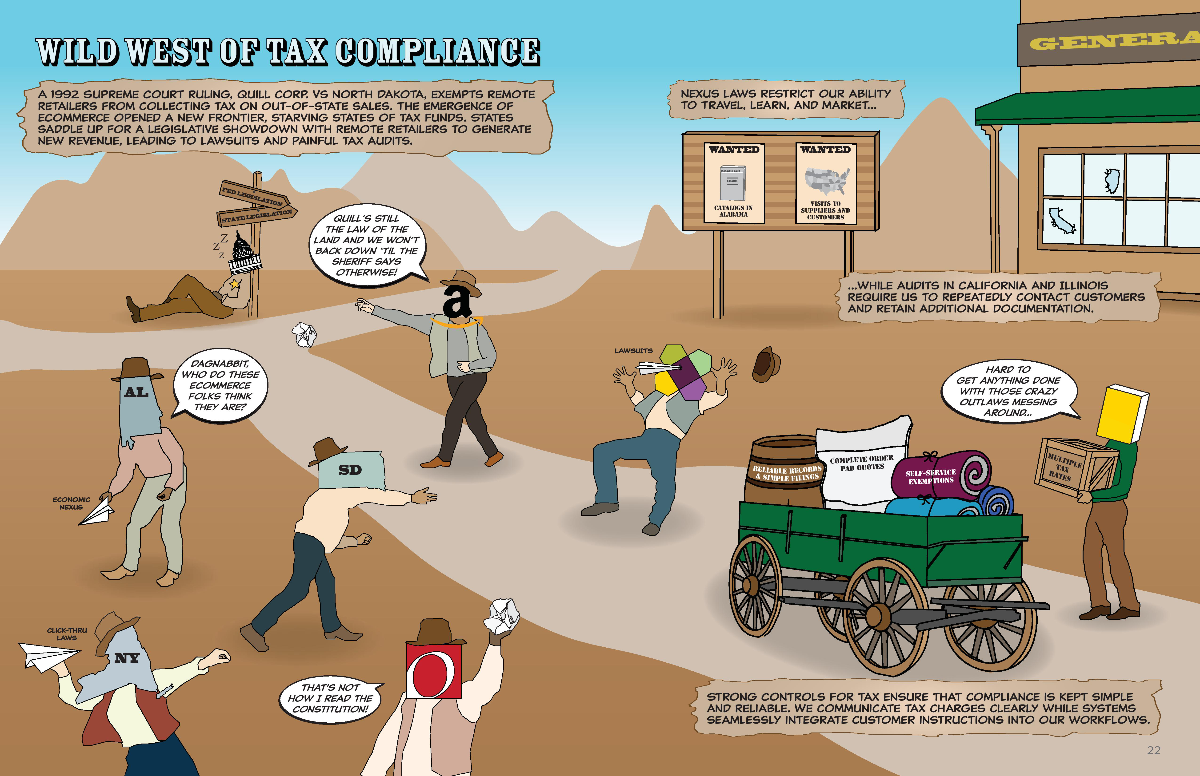 WILD WEST OF TAX COMPLIANCE
A 1992 SUPREME COURT RULING, QUILL CORP. VS NORTH DAKOTA, EXEMPTS REMOTE
RETAILERS FROM COLLECTING TAX ON OUT-OF-STATE SALES. THE EMERGENCE OF
ECOMMERCE OPENED A NEW FRONTIER, STARVING STATES OF TAX FUNDS. STATES
SADDLE UP FOR A LEGISLATIVE SHOWDOWN WITH REMOTE RETAILERS TO GENERATE
NEW REVENUE, LEADING TO LAWSUITS AND PAINFUL TAX AUDITS.
NEXUS LAWS RESTRICT OUR ABILITY
TO TRAVEL, LEARN, AND MARKET...
GENERA
WANTED
CATALOGS IN
ALABAMA
WANTED
VISITS TO
SUPPLIERS AND
CUSTOMERS
FED LEGISLATION
STATE LEGISLATION
z
Z
Z
QUILL'S STILL
THE LAW OF THE
LAND AND WE WON'T
BACK DOWN 'TIL THE
SHERIFF SAYS
OTHERWISE!
a
...WHILE AUDITS IN CALIFORNIA AND ILLINOIS
REQUIRE US TO REPEATEDLY CONTACT CUSTOMERS
AND RETAIN ADDITIONAL DOCUMENTATION.
AL
DAGNABBIT,
WHO DO THESE
ECOMMERCE
FOLKS THINK
THEY ARE?
LAWSUITS
HARD TO
GET ANYTHING DONE
WITH THOSE CRAZY
OUTLAWS MESSING
AROUND...
SD
RELIABLE RECORDS
& SIMPLE FILINGS
COMPLETE ORDER
PAD QUOTES
SELF-SERVICE
EXEMPTIONS
MULTIPLE
TAX
RATES
ECONOMIC
NEXUS
CLICK-THRU
LAWS
NY
THAT'S NOT
HOW I READ THE
CONSTITUTION!
O
STRONG CONTROLS FOR TAX ENSURE THAT COMPLIANCE IS KEPT SIMPLE
AND RELIABLE. WE COMMUNICATE TAX CHARGES CLEARLY WHILE SYSTEMS
SEAMLESSLY INTEGRATE CUSTOMER INSTRUCTIONS INTO OUR WORKFLOWS.
22